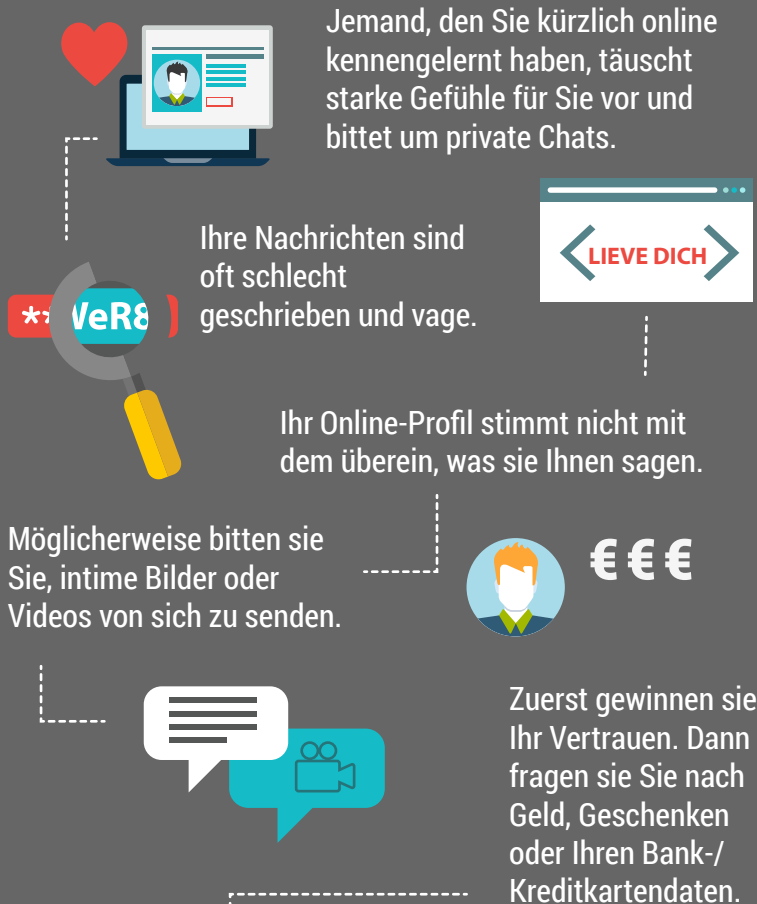 Jemand, den Sie kürzlich online
kennengelernt haben, täuscht
starke Gefühle für Sie vor und
bittet um private Chats.
Ihre Nachrichten sind
oft schlecht
geschrieben und vage.
LIEVE DICH
**WeR8
Ihr Online-Profil stimmt nicht mit
dem überein, was sie Ihnen sagen.
Möglicherweise bitten sie
Sie, intime Bilder oder
Videos von sich zu senden.
€ € €
Zuerst gewinnen sie
Ihr Vertrauen. Dann
fragen sie Sie nach
Geld, Geschenken
oder Ihren Bank-/
Kreditkartendaten.